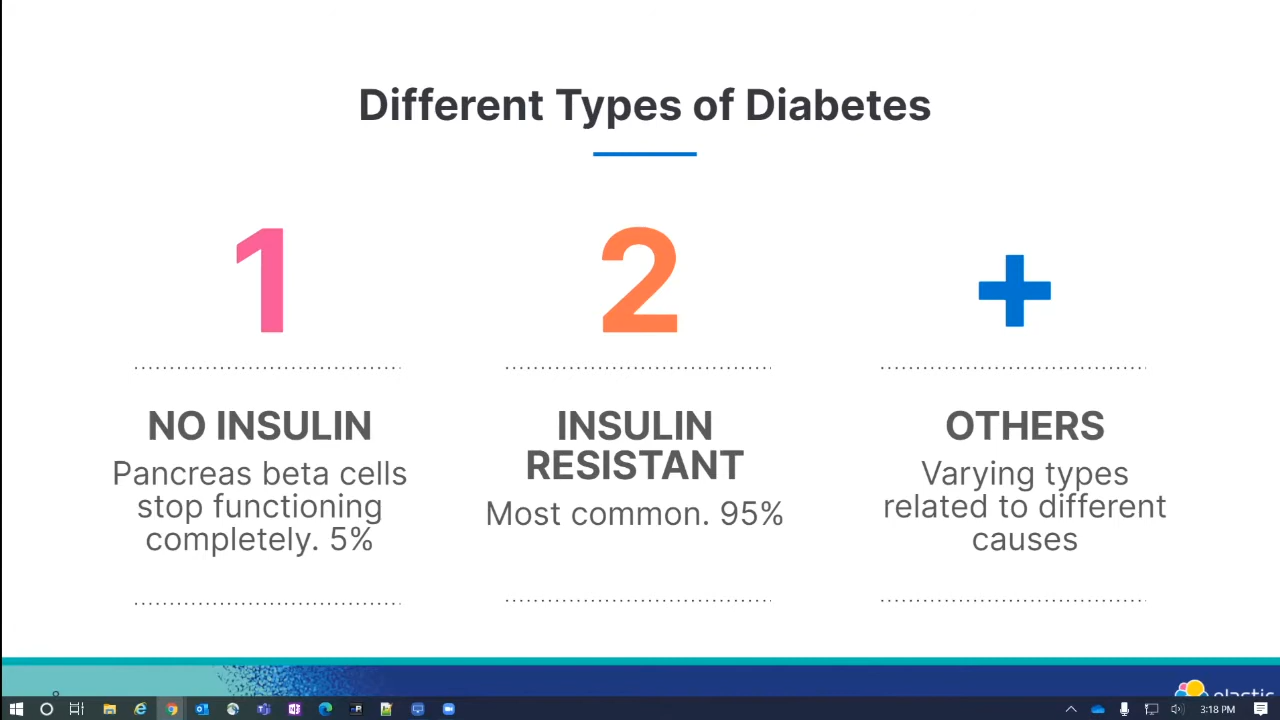 Different Types of Diabetes
1
2
+
NO INSULIN
Pancreas beta cells
stop functioning
completely. 5%
INSULIN
RESISTANT
Most common. 95%
OTHERS
Varying types
related to different
causes
elastic
3:18 PM